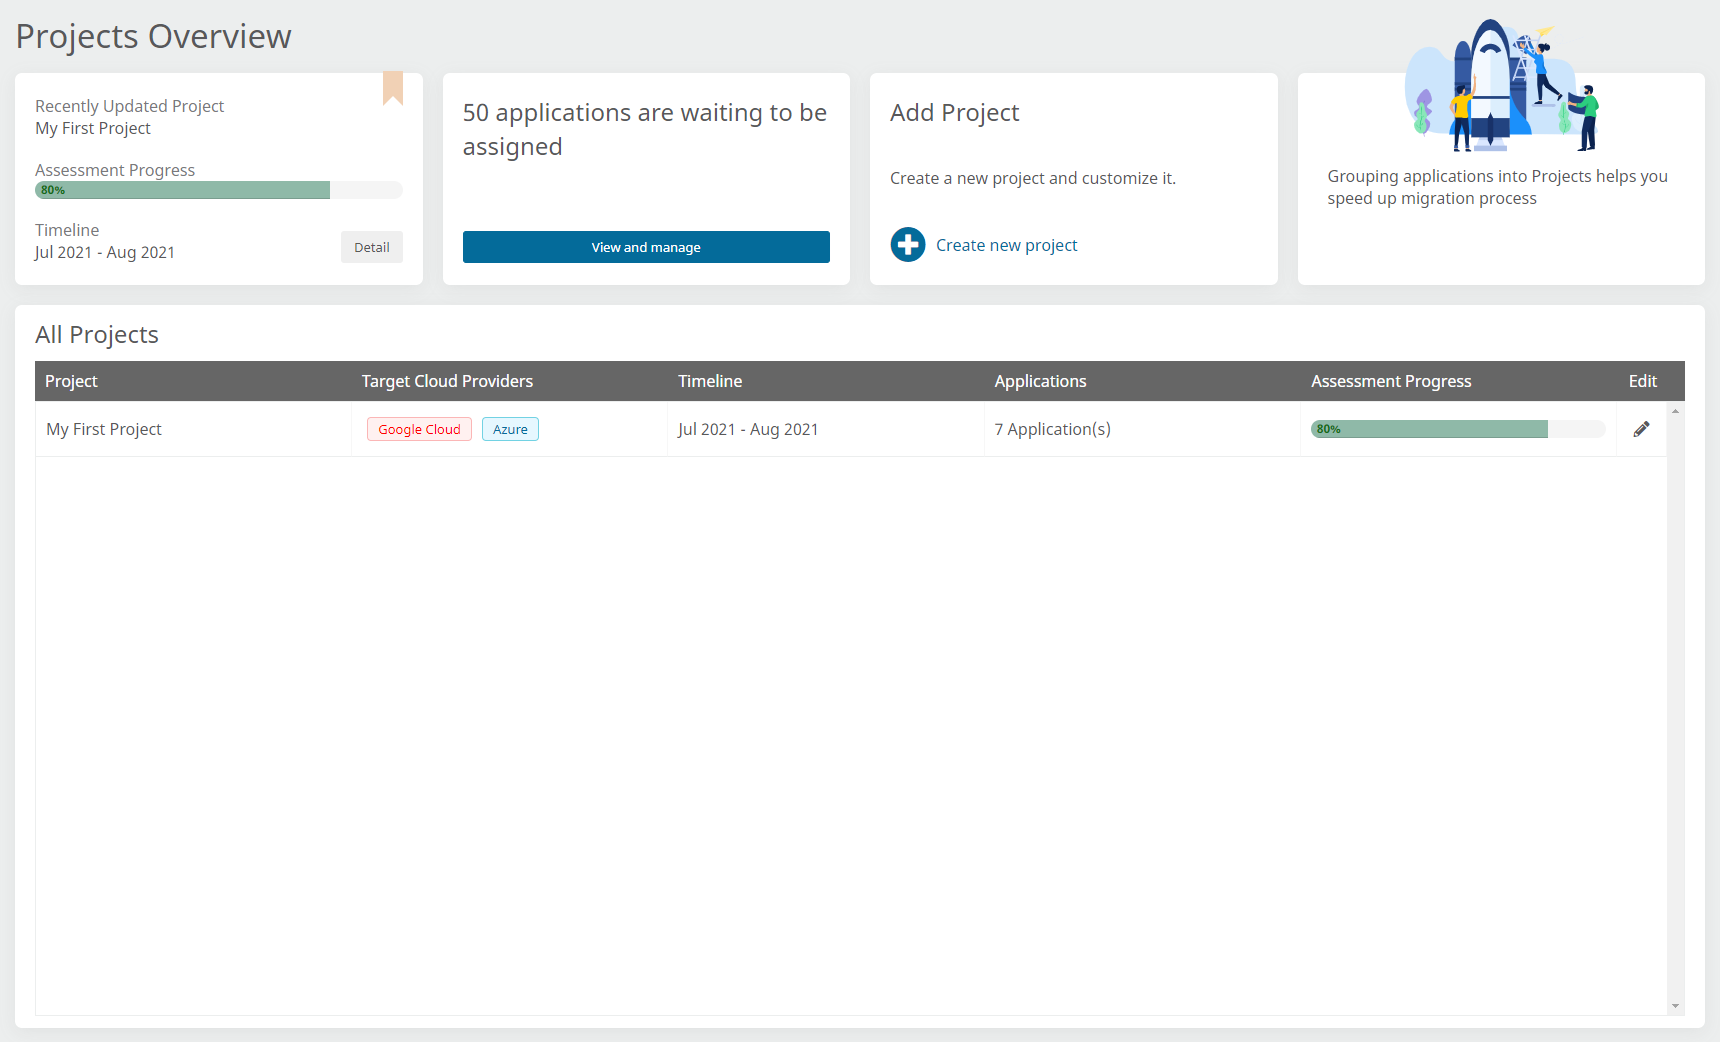 Projects Overview
Recently Updated Project
My First Project
Assessment Progress
80%
Timeline
Jul 2021 - Aug 2021
Detail
50 applications are waiting to be
assigned
View and manage
Add Project
Create a new project and customize it.
Create new project
Grouping applications into Projects helps you
speed up migration process
All Projects
Project Target Cloud Providers Timeline Applications Assessment Progress Edit
My First Project Google Cloud Azure Jul 2021 - Aug 2021 7 Application(s) 80%